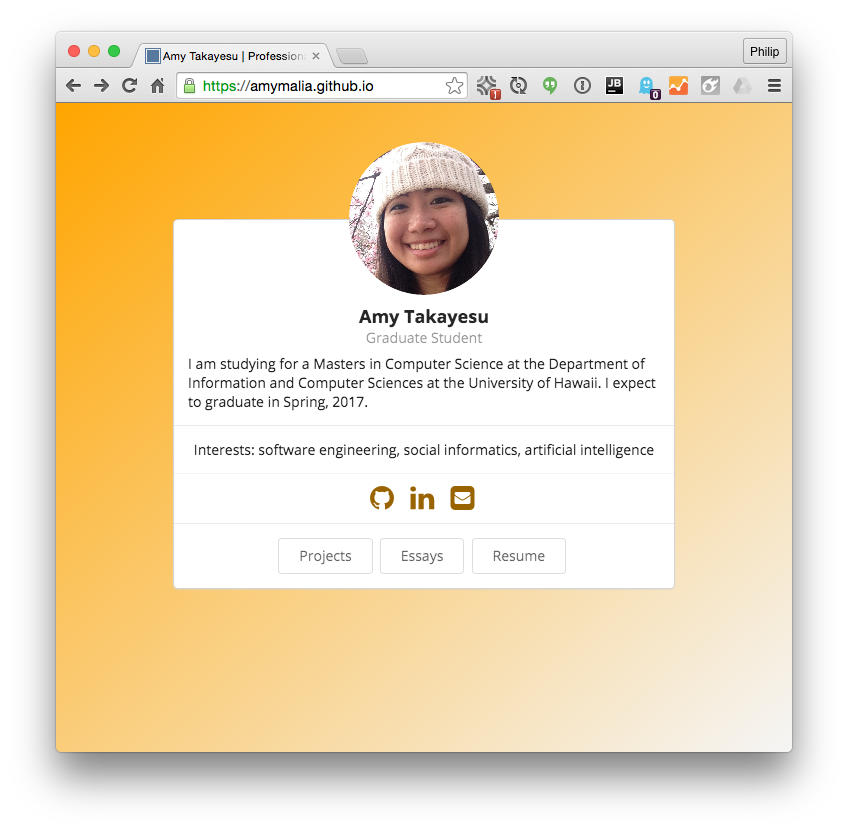 Amy Takayesu | Profession
Philip
https://amymalia.github.io
1
JB
0
Amy Takayesu
Graduate Student
I am studying for a Masters in Computer Science at the Department of
Information and Computer Sciences at the University of Hawaii. I expect
to graduate in Spring, 2017.
Interests: software engineering, social informatics, artificial intelligence
in
Projects
Essays
Resume